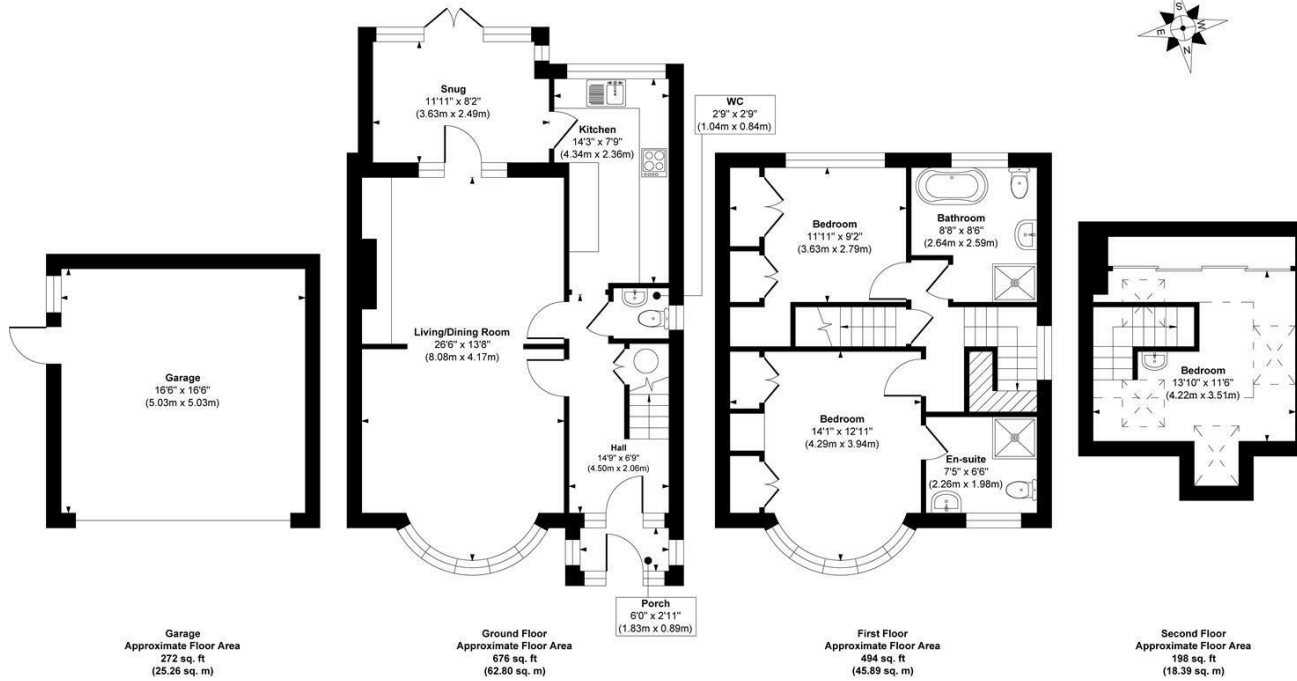 S
E
W
N
Snug
11'11" x 8'2"
(3.63m x 2.49m)
Kitchen
14'3" x 7'9"
(4.34m x 2.36m)
WC
2'9" x 2'9"
(1.04m x 0.84m)
Living/Dining Room
26'6" x 13'8"
(8.08m x 4.17m)
Garage
16'6" x 16'6"
(5.03m x 5.03m)
Hall
14'9" x 6'9"
(4.50m x 2.06m)
Porch
6'0" x 2'11"
(1.83m x 0.89m)
Bedroom
11'11" x 9'2"
(3.63m x 2.79m)
Bathroom
8'8" x 8'6"
(2.64m x 2.59m)
Bedroom
14'1" x 12'11"
(4.29m x 3.94m)
En-suite
7'5" x 6'6"
(2.26m x 1.98m)
Bedroom
13'10" x 11'6"
(4.22m x 3.51m)
Garage
Approximate Floor Area
272 sq. ft
(25.26 sq. m)
Ground Floor
Approximate Floor Area
676 sq. ft
(62.80 sq. m)
First Floor
Approximate Floor Area
494 sq. ft
(45.89 sq. m)
Second Floor
Approximate Floor Area
198 sq. ft
(18.39 sq. m)